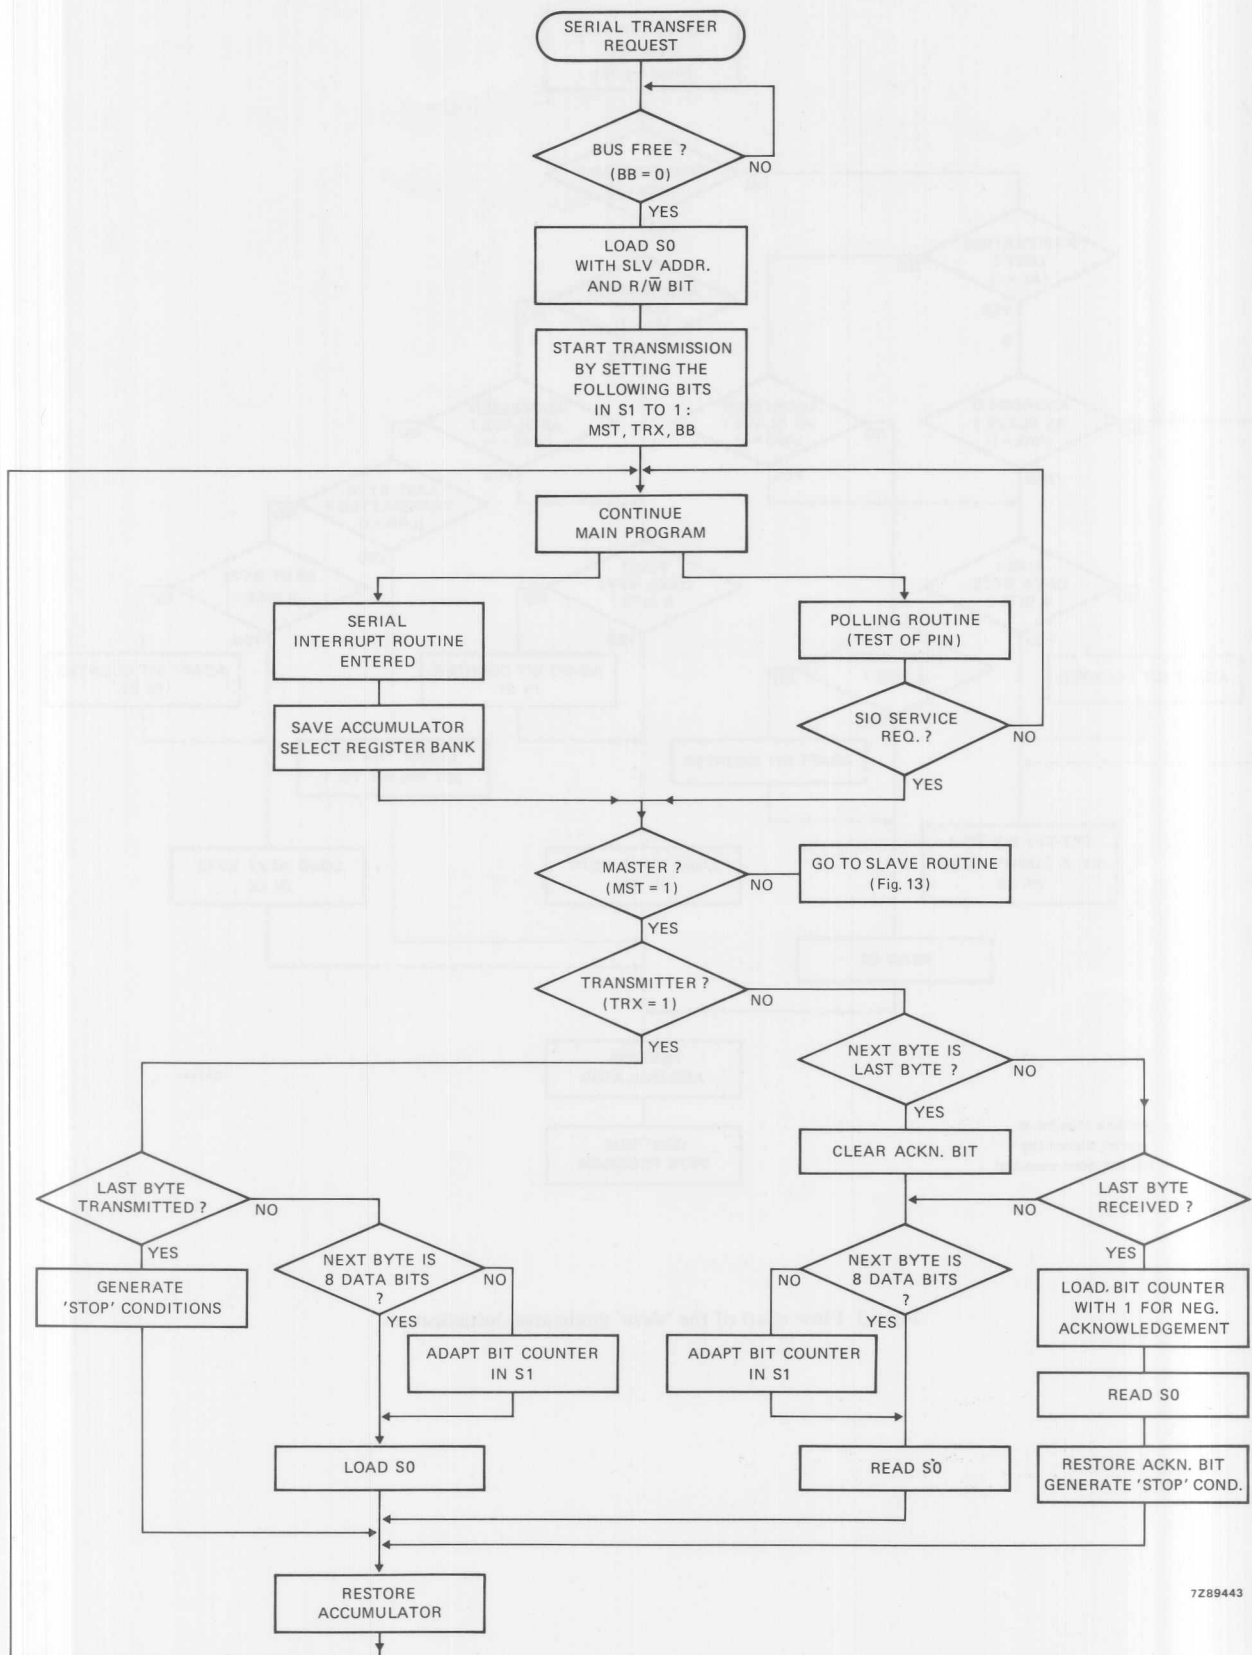 SERIAL TRANSFER
REQUEST
BUS FREE ?
(BB = 0)
NO
YES
LOAD S0
WITH SLV ADDR.
AND R/W̅ BIT
START TRANSMISSION
BY SETTING THE
FOLLOWING BITS
IN S1 TO 1 :
MST, TRX, BB
CONTINUE
MAIN PROGRAM
SERIAL
INTERRUPT ROUTINE
ENTERED
POLLING ROUTINE
(TEST OF PIN)
SAVE ACCUMULATOR
SELECT REGISTER BANK
SIO SERVICE
REQ. ?
NO
YES
MASTER ?
(MST = 1)
NO
GO TO SLAVE ROUTINE
(Fig. 13)
YES
TRANSMITTER ?
(TRX = 1)
NO
YES
NEXT BYTE IS
LAST BYTE ?
NO
YES
CLEAR ACKN. BIT
LAST BYTE
TRANSMITTED ?
NO
YES
LAST BYTE
RECEIVED ?
NO
YES
GENERATE
'STOP' CONDITIONS
NEXT BYTE IS
8 DATA BITS
?
NO
YES
NEXT BYTE IS
8 DATA BITS
?
NO
YES
LOAD BIT COUNTER
WITH 1 FOR NEG.
ACKNOWLEDGEMENT
ADAPT BIT COUNTER
IN S1
ADAPT BIT COUNTER
IN S1
READ S0
LOAD S0
READ S0
RESTORE ACKN. BIT
GENERATE 'STOP' COND.
RESTORE
ACCUMULATOR
7Z89443